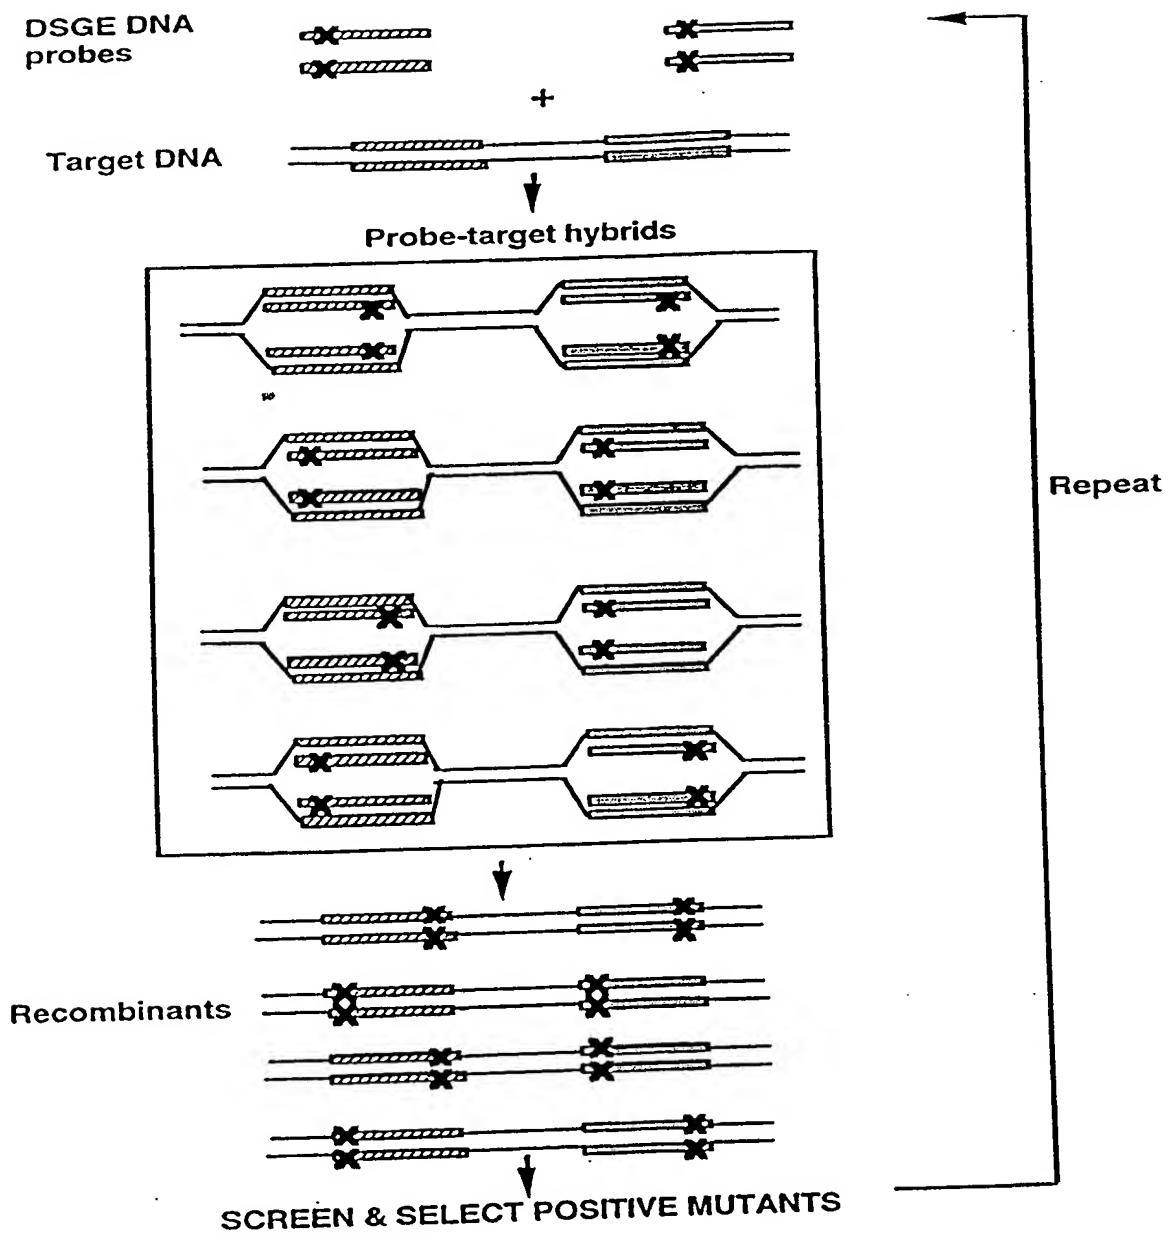 DSGE DNA
probes
+
Target DNA
Probe-target hybrids
Repeat
Recombinants
SCREEN & SELECT POSITIVE MUTANTS